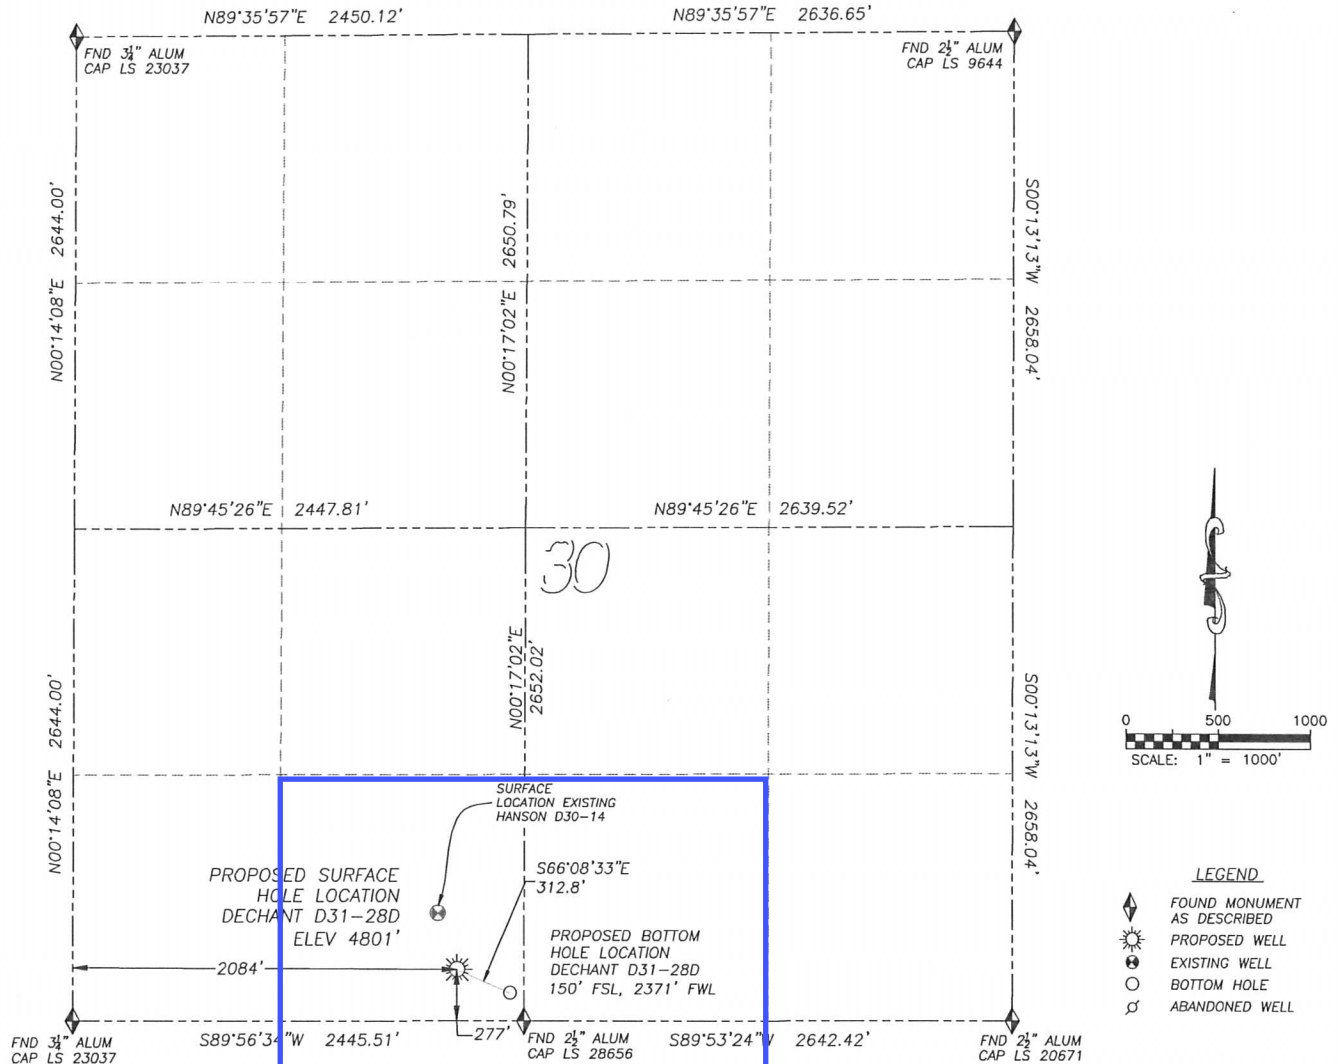 N89°35'57"E 2450.12'
N89°35'57"E 2636.65'
FND 3¼" ALUM
CAP LS 23037
FND 2½" ALUM
CAP LS 9644
N00°14'08"E 2644.00'
N00°17'02"E 2650.79'
S00°13'13"W 2658.04'
N89°45'26"E 2447.81'
N89°45'26"E 2639.52'
30
N00°14'08"E 2644.00'
N00°17'02"E
2652.02'
S00°13'13"W 2658.04'
0 500 1000
SCALE: 1" = 1000'
SURFACE
LOCATION EXISTING
HANSON D30-14
PROPOSED SURFACE
HOLE LOCATION
DECHANT D31-28D
ELEV 4801'
S66°08'33"E
312.8'
PROPOSED BOTTOM
HOLE LOCATION
DECHANT D31-28D
150' FSL, 2371' FWL
2084'
277'
FND 3¼" ALUM
CAP LS 23037
S89°56'34"W 2445.51'
FND 2½" ALUM
CAP LS 28656
S89°53'24"W 2642.42'
FND 2½" ALUM
CAP LS 20671
LEGEND
FOUND MONUMENT
AS DESCRIBED
PROPOSED WELL
EXISTING WELL
BOTTOM HOLE
ABANDONED WELL